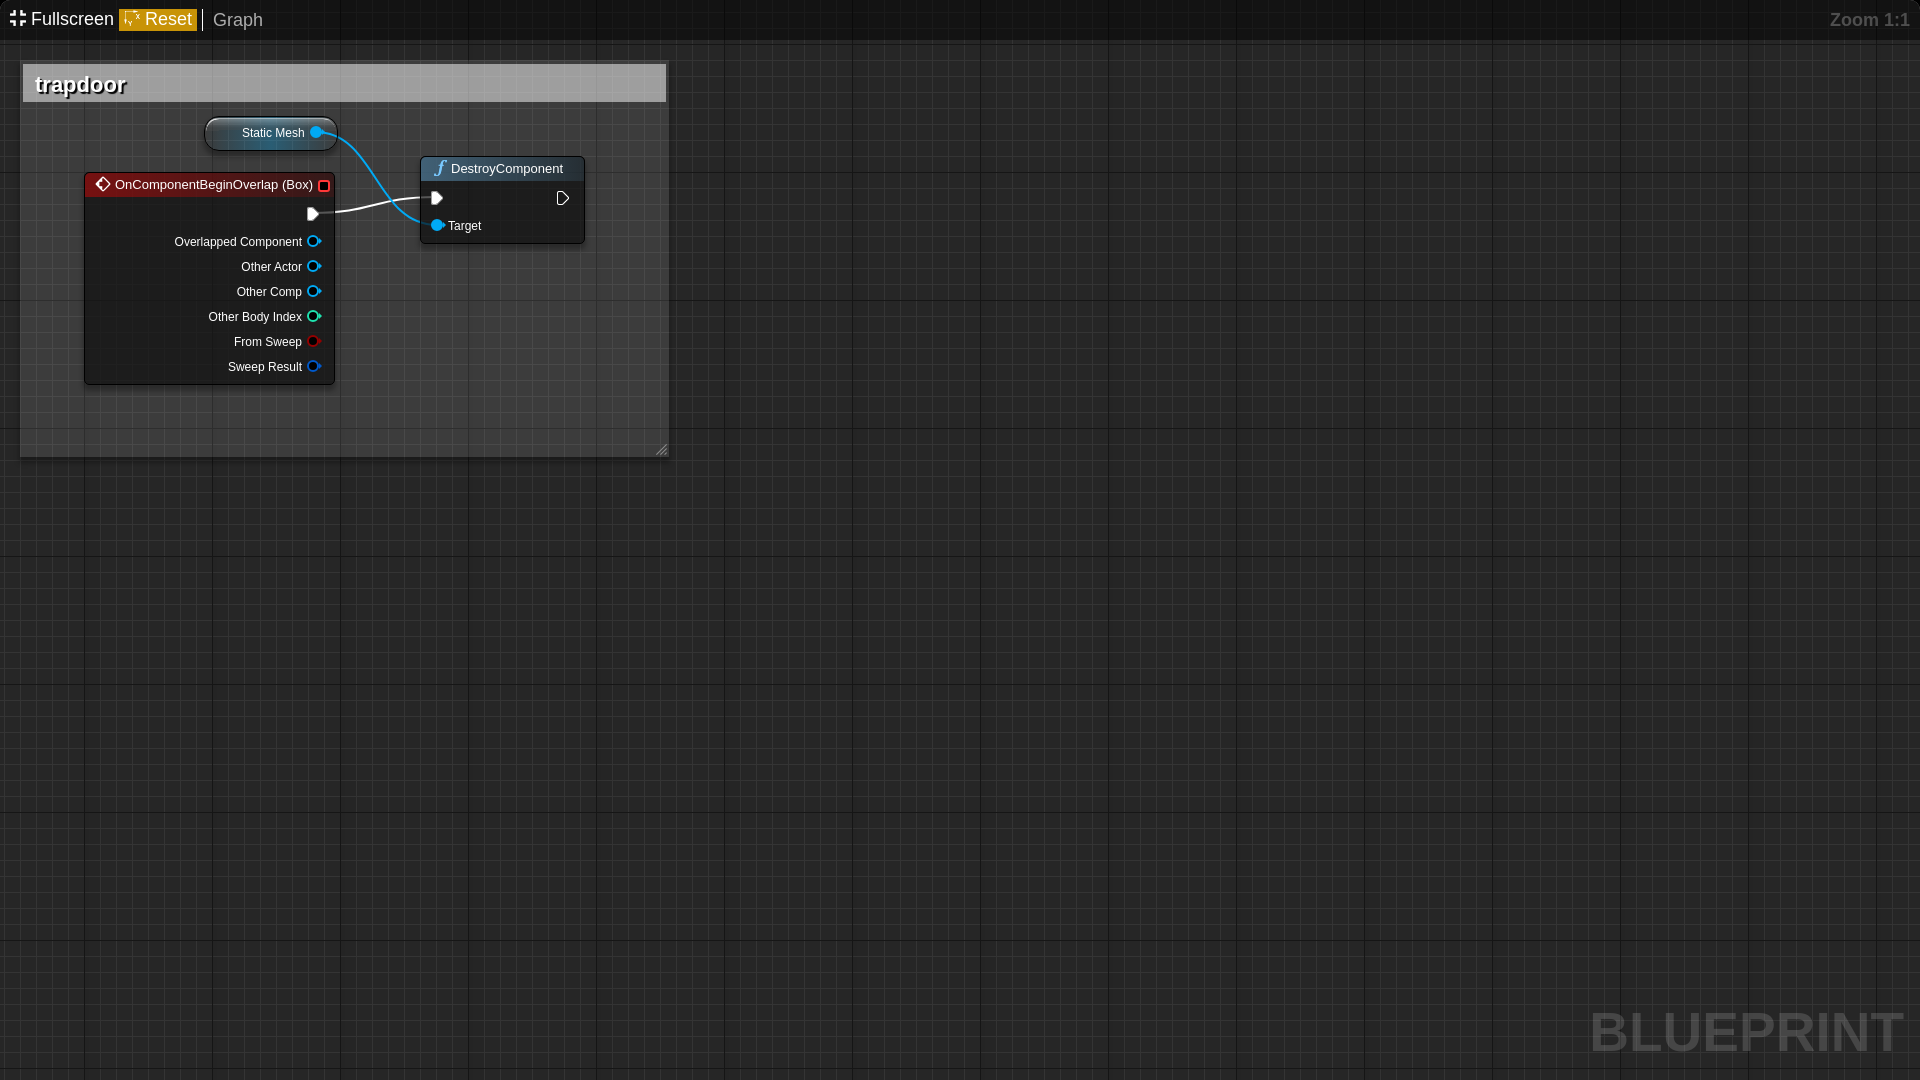 Fullscreen Reset Graph Zoom 1:1
trapdoor
Static Mesh
DestroyComponent
Target
OnComponentBeginOverlap (Box)
Overlapped Component
Other Actor
Other Comp
Other Body Index
From Sweep
Sweep Result
BLUEPRINT